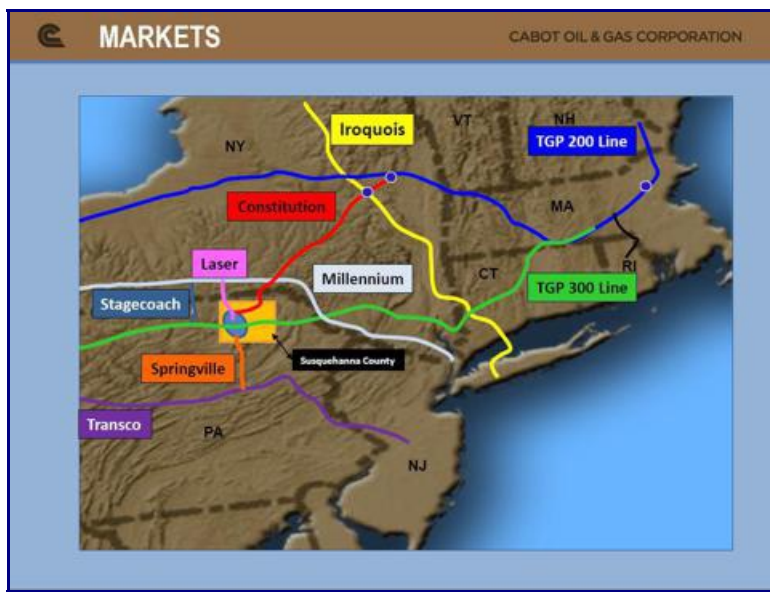 MARKETS
CABOT OIL & GAS CORPORATION
Iroquois
VT
NH
TGP 200 Line
NY
Constitution
MA
Laser
Millennium
CT
RI
Stagecoach
TGP 300 Line
Susquehanna County
Springville
Transco
PA
NJ